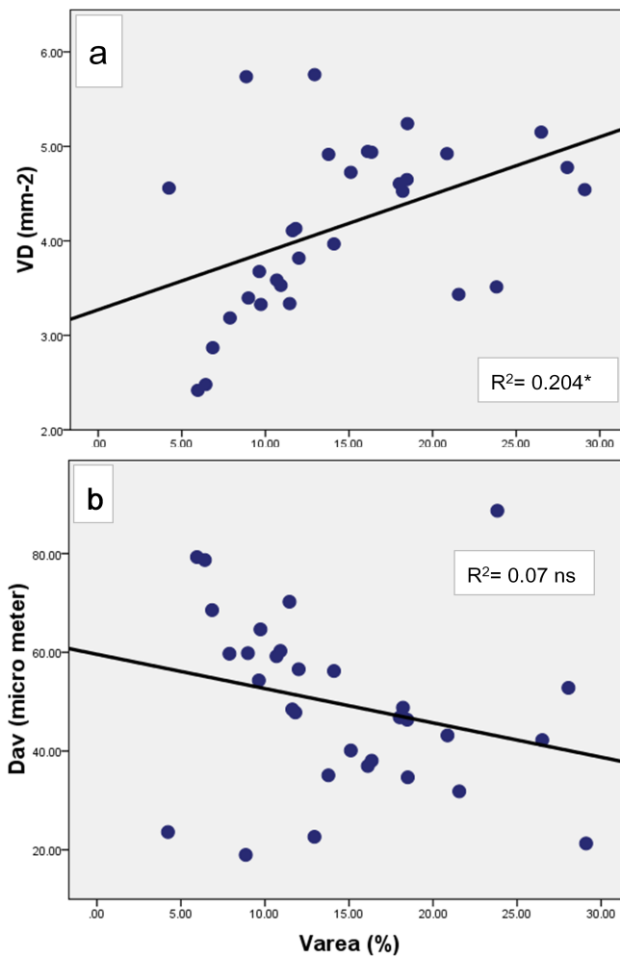 a
6.00
5.00
VD (mm-2)
4.00
3.00
R²= 0.204*
2.00
.00 5.00 10.00 15.00 20.00 25.00 30.00
b
80.00
R²= 0.07 ns
60.00
Dav (micro meter)
40.00
20.00
.00 5.00 10.00 15.00 20.00 25.00 30.00
Varea (%)